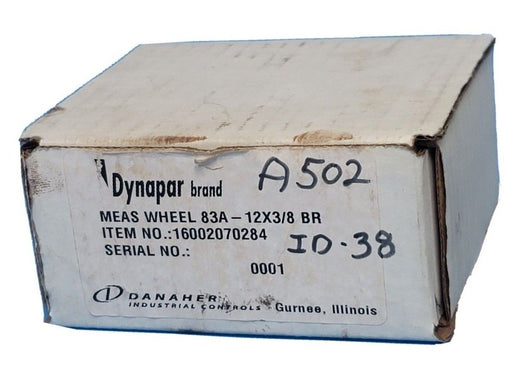 Dynapar brand A502
MEAS WHEEL 83A-12X3/8 BR
ITEM NO.:16002070284
SERIAL NO.: ID-38
0001
DANAHER
INDUSTRIAL CONTROLS Gurnee, Illinois